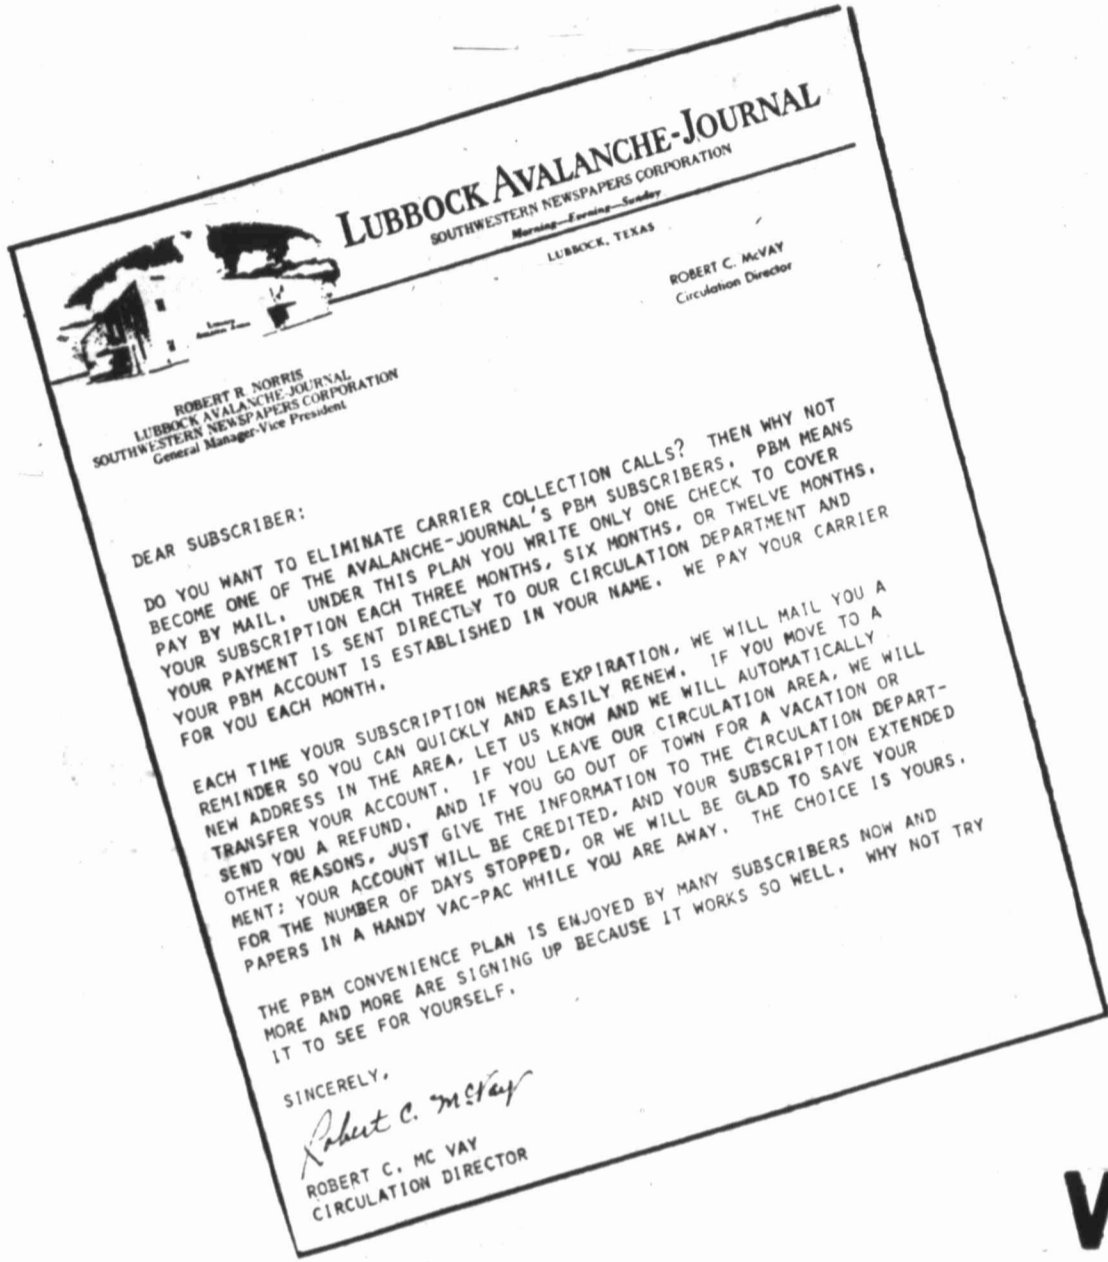 LUBBOCK AVALANCHE-JOURNAL
SOUTHWESTERN NEWSPAPERS CORPORATION
Morning—Evening—Sunday
LUBBOCK, TEXAS
ROBERT C. McVAY
Circulation Director
ROBERT R. NORRIS
LUBBOCK AVALANCHE-JOURNAL
SOUTHWESTERN NEWSPAPERS CORPORATION
General Manager-Vice President
DEAR SUBSCRIBER:
DO YOU WANT TO ELIMINATE CARRIER COLLECTION CALLS? THEN WHY NOT
BECOME ONE OF THE AVALANCHE-JOURNAL'S PBM SUBSCRIBERS. PBM MEANS
PAY BY MAIL. UNDER THIS PLAN YOU WRITE ONLY ONE CHECK TO COVER
YOUR SUBSCRIPTION EACH THREE MONTHS, SIX MONTHS, OR TWELVE MONTHS.
YOUR PAYMENT IS SENT DIRECTLY TO OUR CIRCULATION DEPARTMENT AND
YOUR PBM ACCOUNT IS ESTABLISHED IN YOUR NAME. WE PAY YOUR CARRIER
FOR YOU EACH MONTH.
EACH TIME YOUR SUBSCRIPTION NEARS EXPIRATION, WE WILL MAIL YOU A
REMINDER SO YOU CAN QUICKLY AND EASILY RENEW. IF YOU MOVE TO A
NEW ADDRESS IN THE AREA, LET US KNOW AND WE WILL AUTOMATICALLY
TRANSFER YOUR ACCOUNT. IF YOU LEAVE OUR CIRCULATION AREA, WE WILL
SEND YOU A REFUND. AND IF YOU GO OUT OF TOWN FOR A VACATION OR
OTHER REASONS, JUST GIVE THE INFORMATION TO THE CIRCULATION DEPART-
MENT; YOUR ACCOUNT WILL BE CREDITED, AND YOUR SUBSCRIPTION EXTENDED
FOR THE NUMBER OF DAYS STOPPED, OR WE WILL BE GLAD TO SAVE YOUR
PAPERS IN A HANDY VAC-PAC WHILE YOU ARE AWAY. THE CHOICE IS YOURS.
THE PBM CONVENIENCE PLAN IS ENJOYED BY MANY SUBSCRIBERS NOW AND
MORE AND MORE ARE SIGNING UP BECAUSE IT WORKS SO WELL. WHY NOT TRY
IT TO SEE FOR YOURSELF.
SINCERELY,
Robert C. McVay
ROBERT C. MC VAY
CIRCULATION DIRECTOR